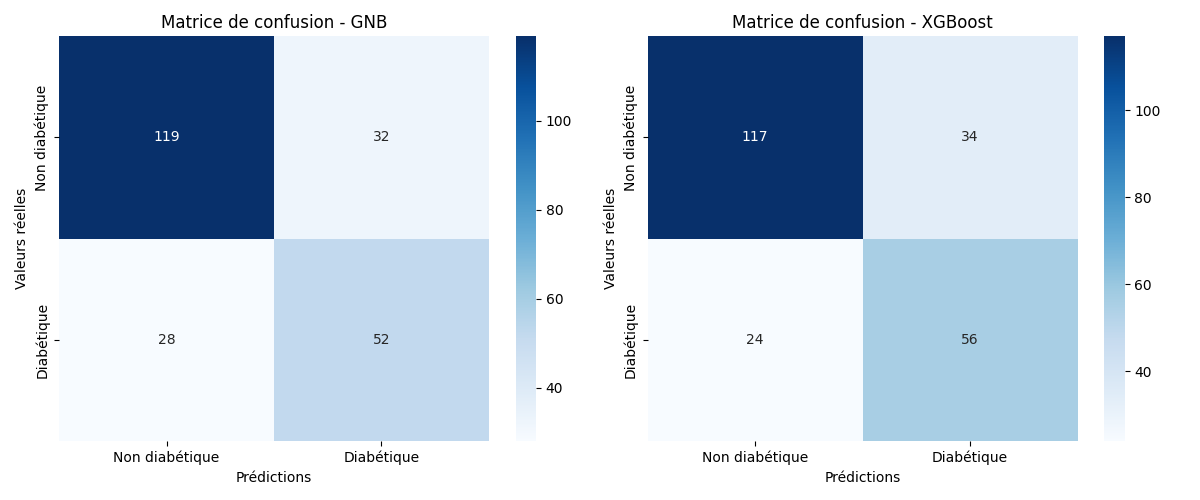 Matrice de confusion - GNB
Valeurs réelles
Non diabétique
Diabétique
119
32
28
52
100
80
60
40
Non diabétique
Diabétique
Prédictions
Matrice de confusion - XGBoost
Valeurs réelles
Non diabétique
Diabétique
117
34
24
56
100
80
60
40
Non diabétique
Diabétique
Prédictions